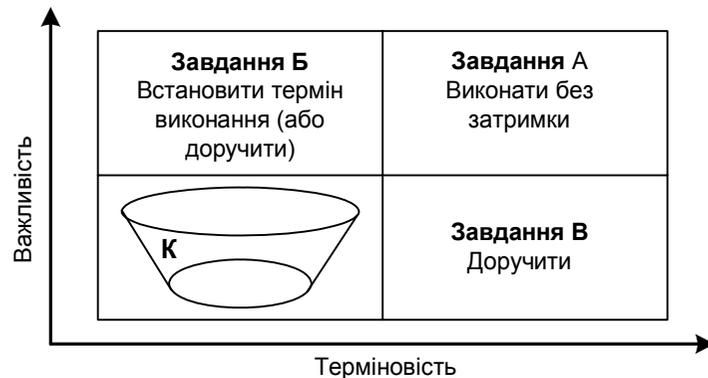 Важливість
Завдання Б
Встановити термін
виконання (або
доручити)
Завдання А
Виконати без
затримки
К
Завдання В
Доручити
Терміновість